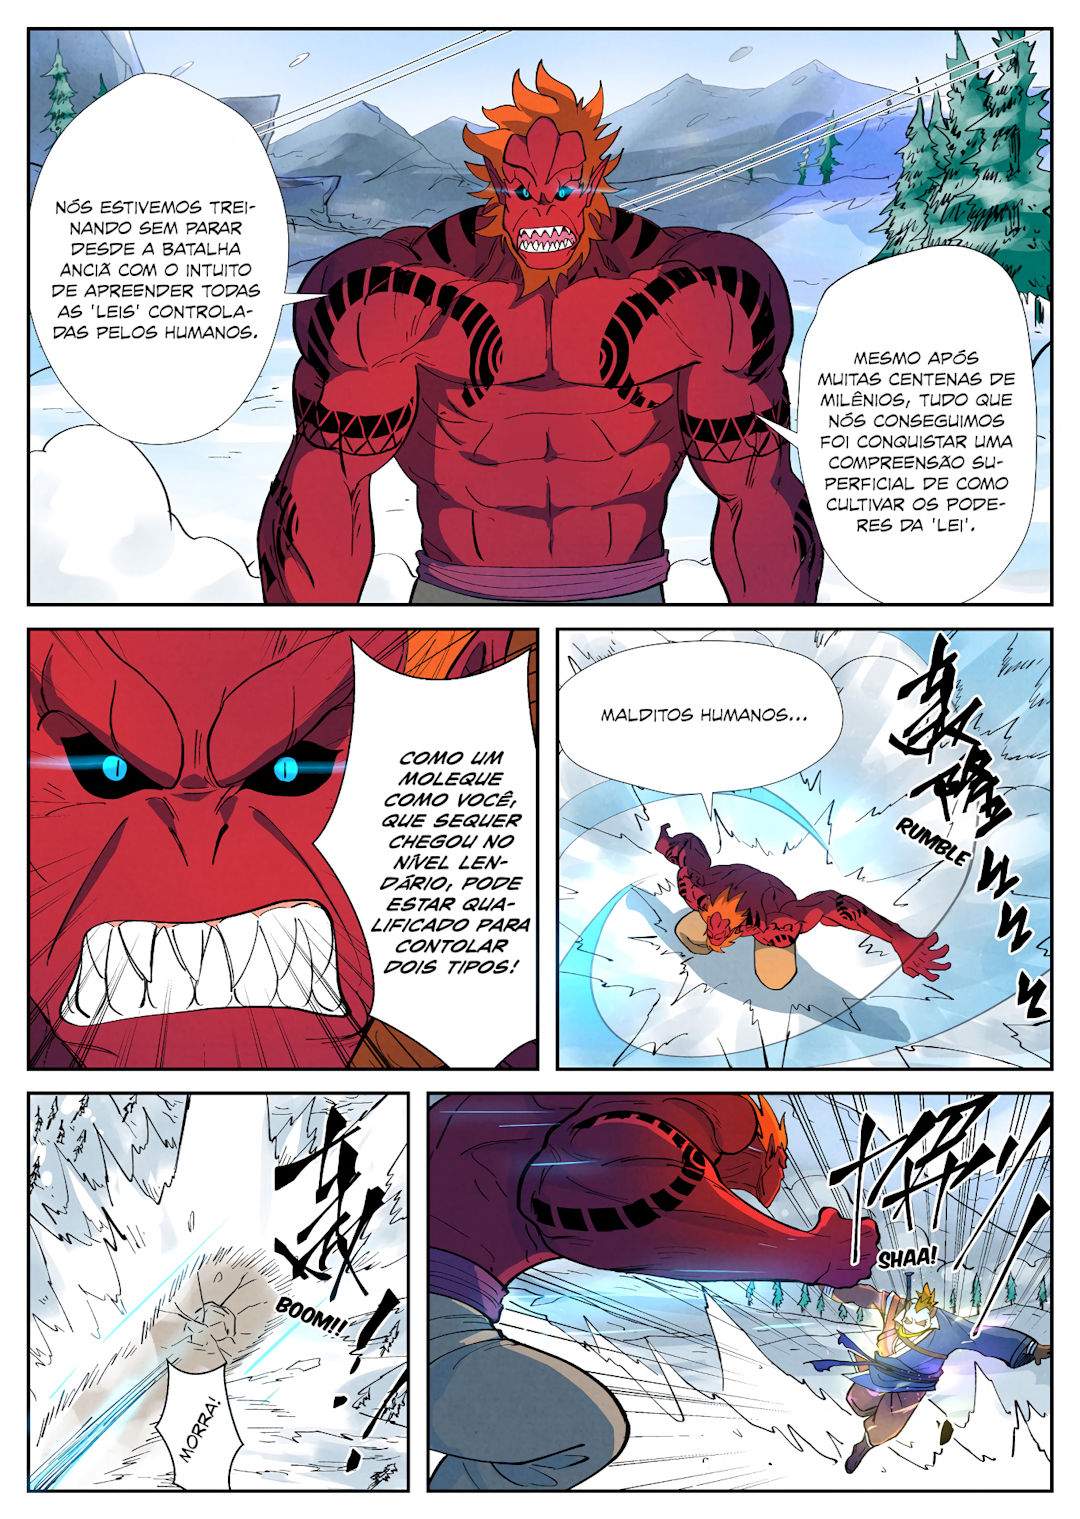 NÓS ESTIVEMOS TREI-
NANDO SEM PARAR
DESDE A BATALHA
ANCIÃ COM O INTUITO
DE APREENDER TODAS
AS 'LEIS' CONTROLA-
DAS PELOS HUMANOS.
MESMO APÓS
MUITAS CENTENAS DE
MILÊNIOS, TUDO QUE
NÓS CONSEGUIMOS
FOI CONQUISTAR UMA
COMPREENSÃO SU-
PERFICIAL DE COMO
CULTIVAR OS PODE-
RES DA 'LEI'.
COMO UM
MOLEQUE
COMO VOCÊ,
QUE SEQUER
CHEGOU NO
NÍVEL LEN-
DÁRIO, PODE
ESTAR QUA-
LIFICADO PARA
CONTOLAR
DOIS TIPOS!
MALDITOS HUMANOS...
RUMBLE
BOOM!!
MORRA!
SHAA!